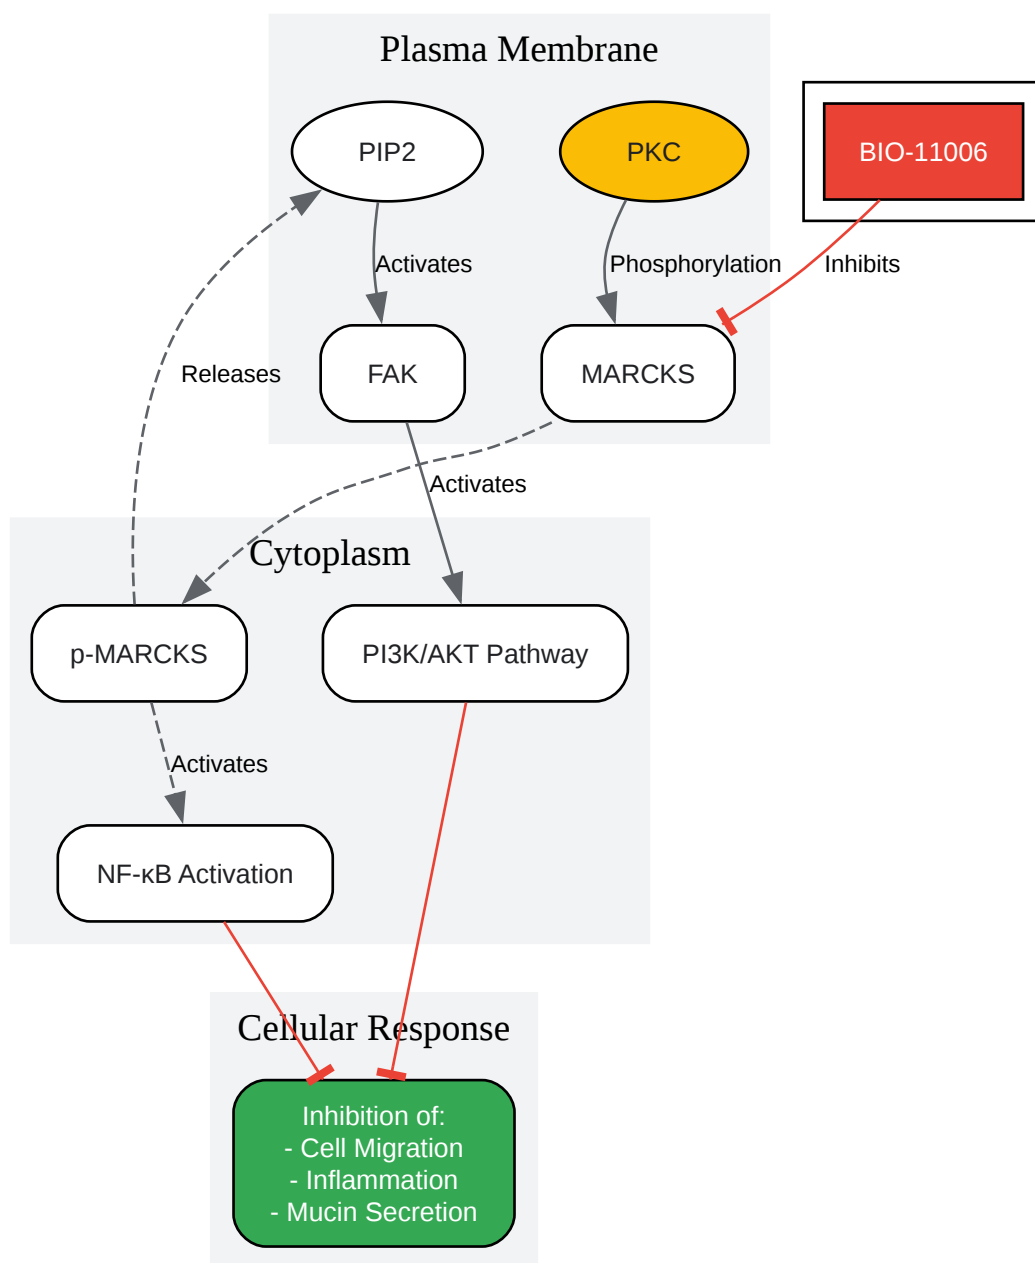 Plasma Membrane
PIP2
PKC
BIO-11006
Activates
Phosphorylation
Inhibits
Releases
FAK
MARCKS
Activates
Cytoplasm
p-MARCKS
PI3K/AKT Pathway
Activates
NF-κB Activation
Cellular Response
Inhibition of:
- Cell Migration
- Inflammation
- Mucin Secretion